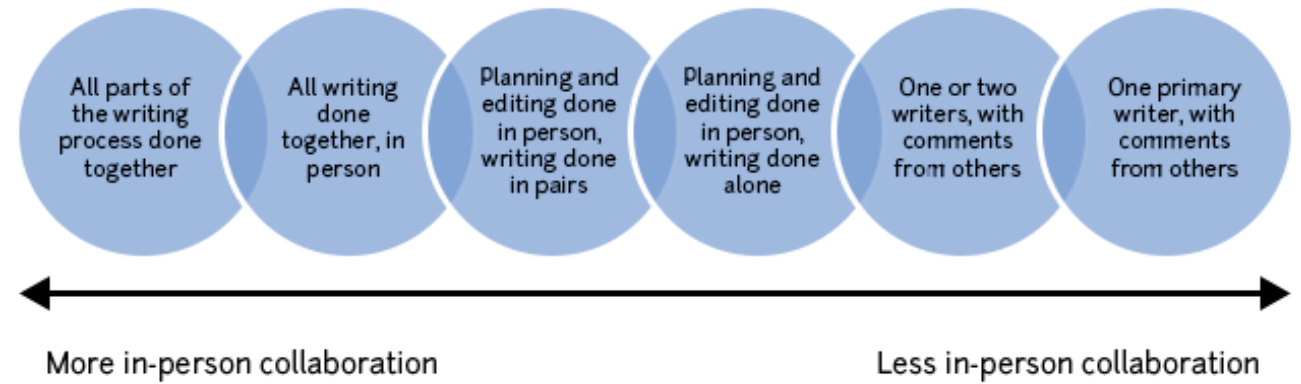 All parts of
the writing
process done
together
All writing
done
together, in
person
Planning and
editing done
in person,
writing done
in pairs
Planning and
editing done
in person,
writing done
alone
One or two
writers, with
comments
from others
One primary
writer, with
comments
from others
More in-person collaboration
Less in-person collaboration